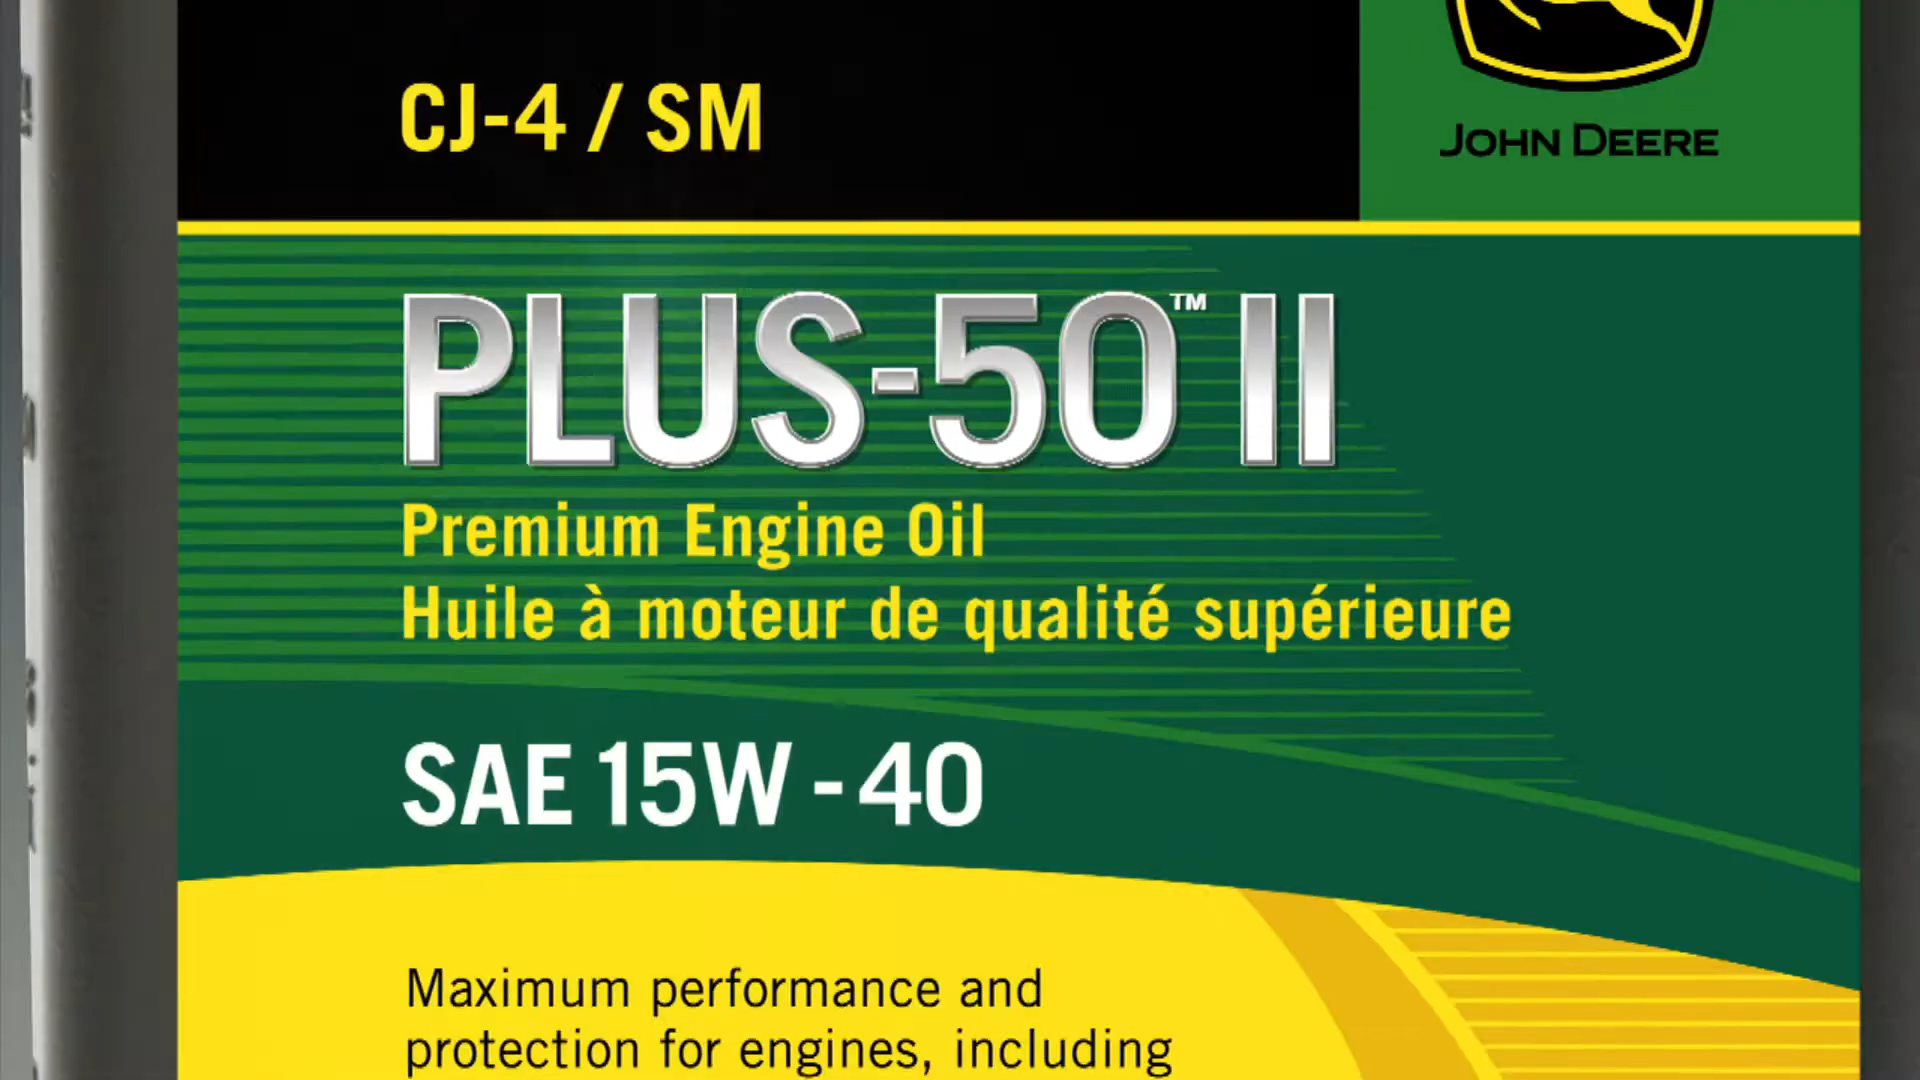 CJ-4 / SM
JOHN DEERE
PLUS-50™ II
Premium Engine Oil
Huile à moteur de qualité supérieure
SAE 15W-40
Maximum performance and
protection for engines, including